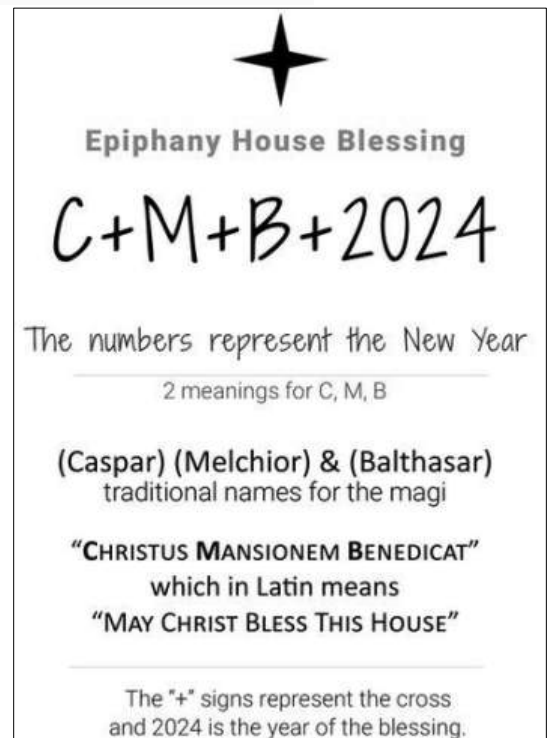 Epiphany House Blessing
C+M+B+2024
The numbers represent the New Year
2 meanings for C, M, B
(Caspar) (Melchior) & (Balthasar)
traditional names for the magi
“CHRISTUS MANSIONEM BENEDICAT”
which in Latin means
“MAY CHRIST BLESS THIS HOUSE”
The "+" signs represent the cross
and 2024 is the year of the blessing.